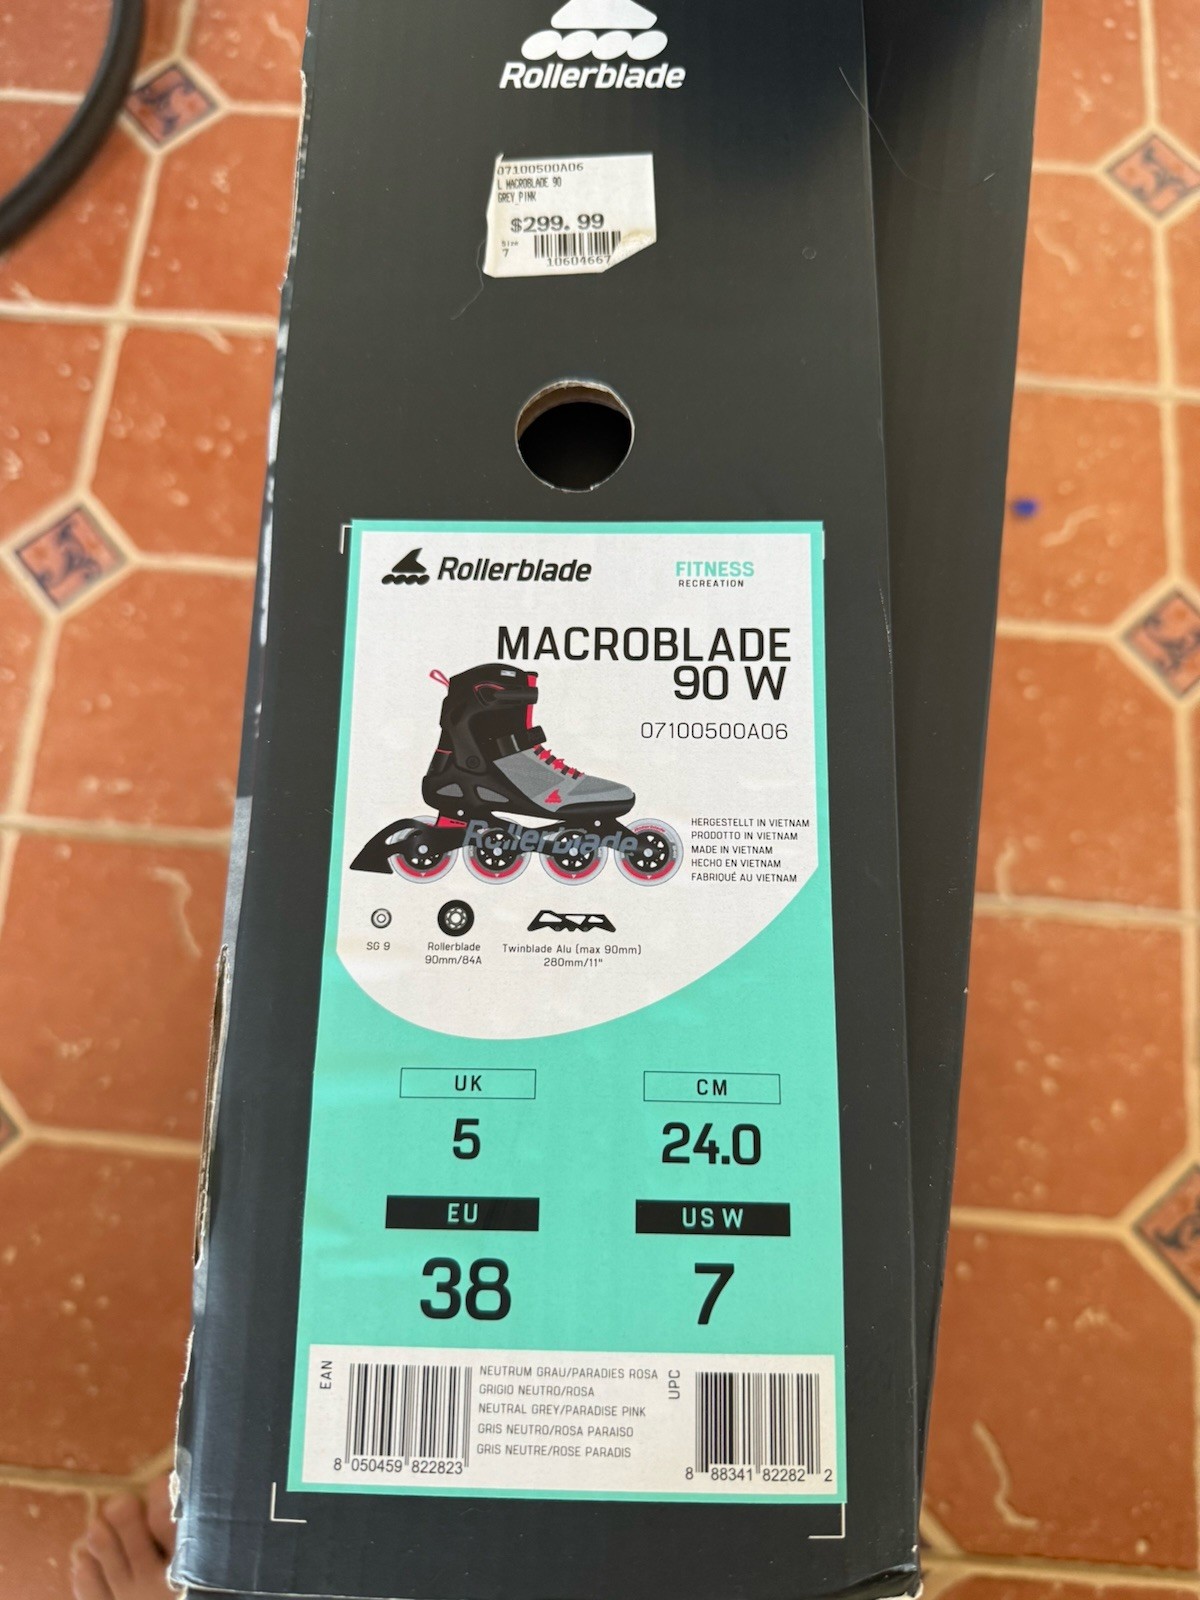 Rollerblade
07100500A06
L MACROBLADE 90
GREY_PINK
$299.99
Size
7
10604667
Rollerblade
FITNESS
RECREATION
MACROBLADE
90 W
07100500A06
Rollerblade
HERGESTELLT IN VIETNAM
PRODOTTO IN VIETNAM
MADE IN VIETNAM
HECHO EN VIETNAM
FABRIQUÉ AU VIETNAM
SG 9
Rollerblade
90mm/84A
Twinblade Alu (max 90mm)
280mm/11"
UK
5
CM
24.0
EU
38
US W
7
EAN
8 050459 822823
NEUTRUM GRAU/PARADIES ROSA
GRIGIO NEUTRO/ROSA
NEUTRAL GREY/PARADISE PINK
GRIS NEUTRO/ROSA PARAISO
GRIS NEUTRE/ROSE PARADIS
UPC
8 88341 82282 2